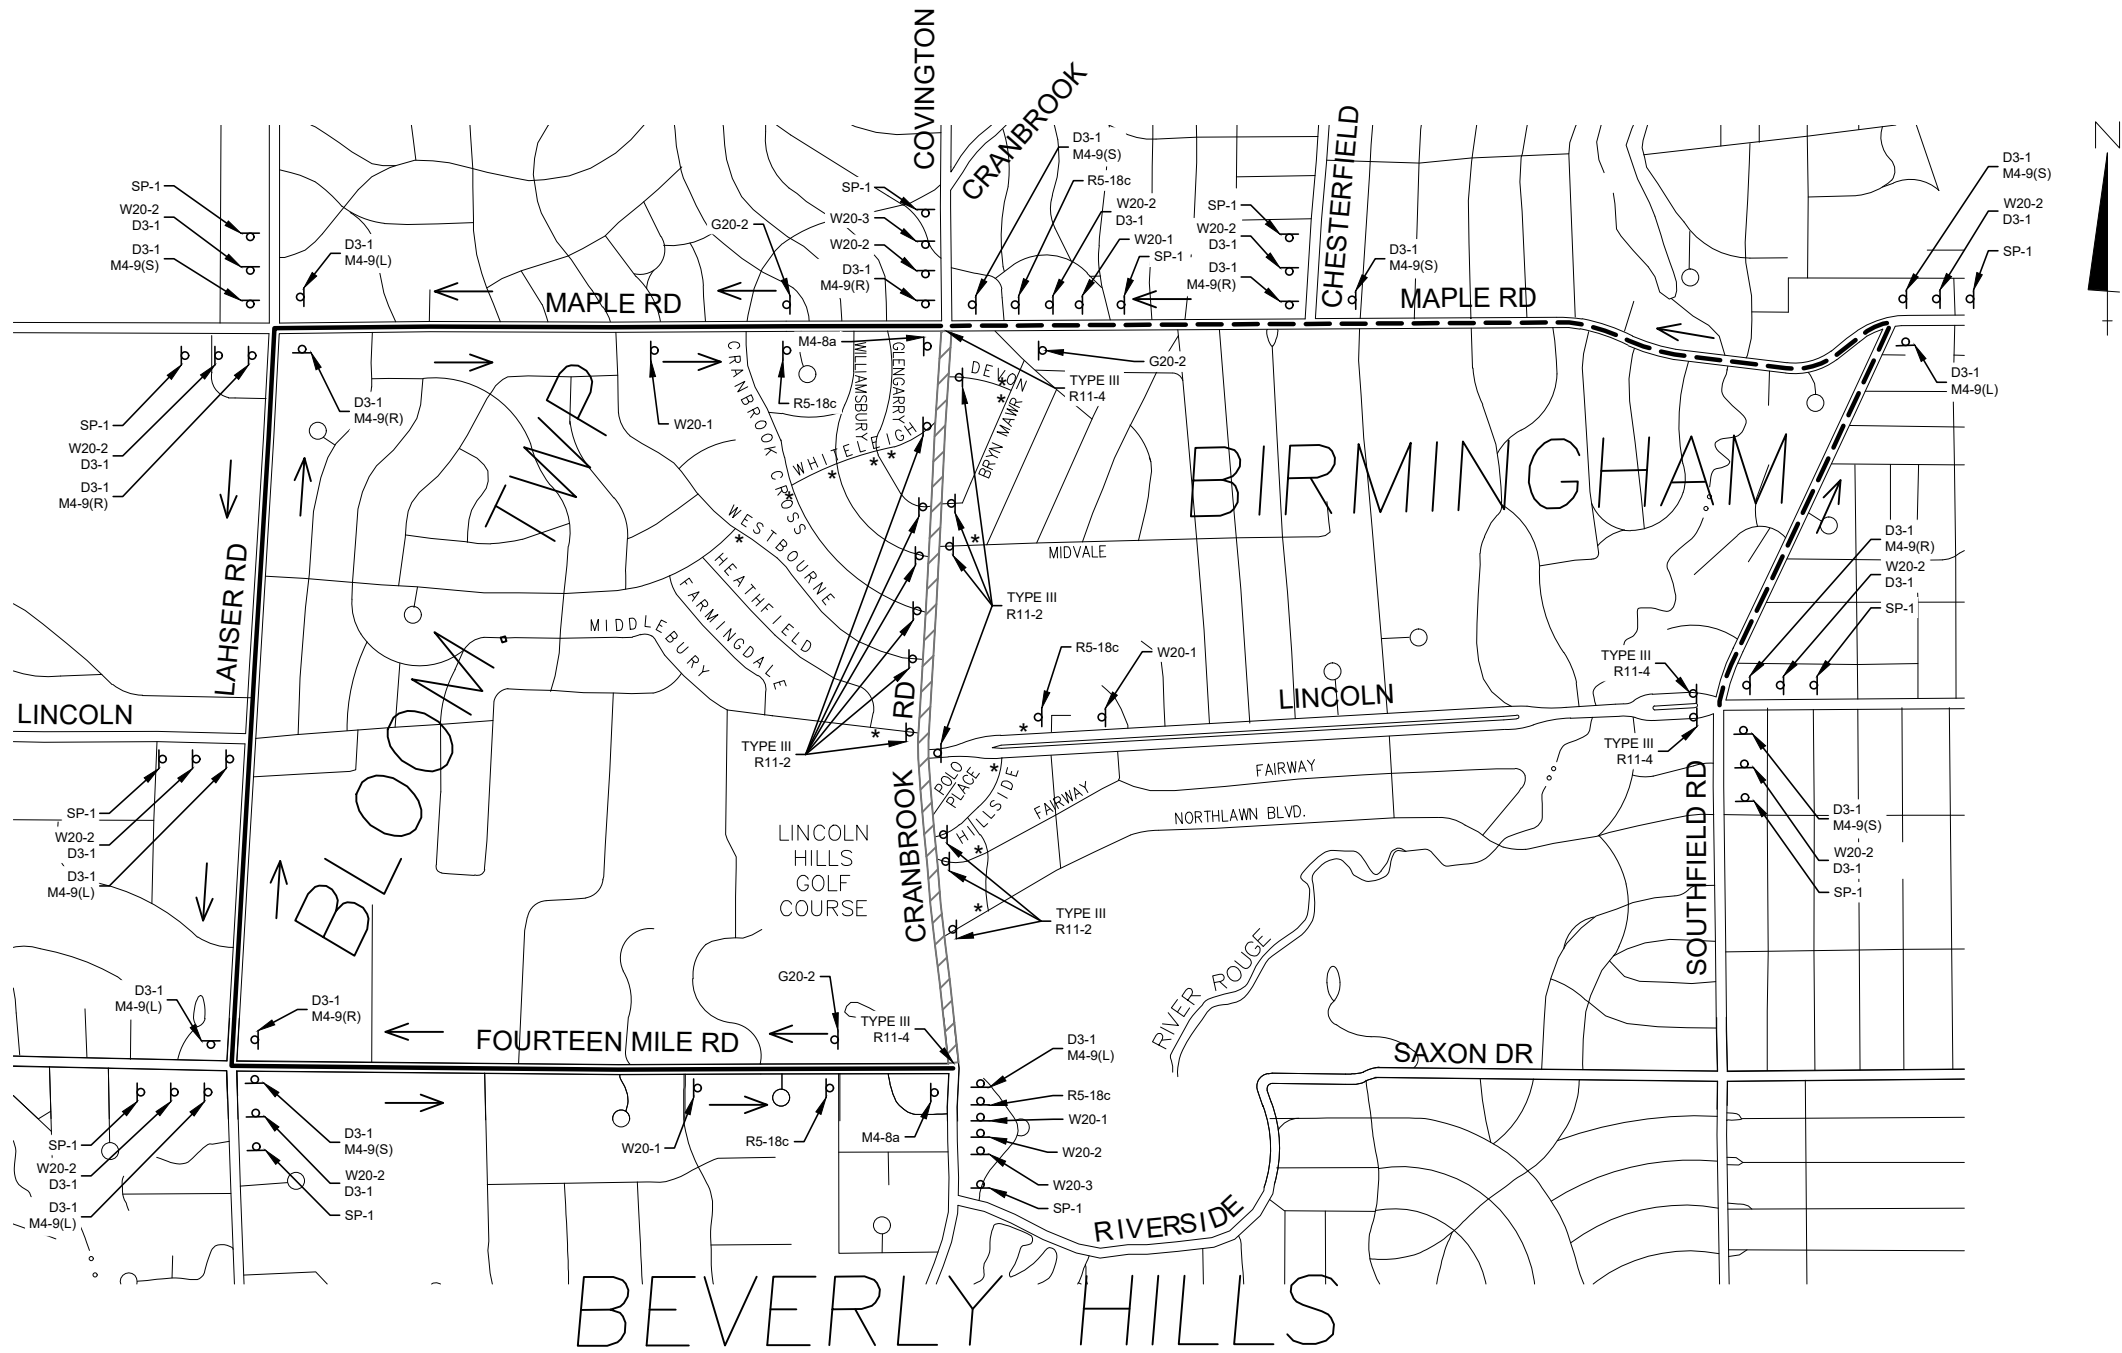 COVINGTON
CRANBROOK
CHESTERFIELD
N
SP-1
W20-2
D3-1
D3-1
M4-9(S)
D3-1
M4-9(L)
G20-2
SP-1
W20-3
W20-2
D3-1
M4-9(R)
D3-1
M4-9(S)
R5-18c
W20-2
D3-1
W20-1
SP-1
SP-1
W20-2
D3-1
D3-1
M4-9(R)
D3-1
M4-9(S)
D3-1
M4-9(S)
W20-2
D3-1
SP-1
MAPLE RD
MAPLE RD
M4-8a
G20-2
TYPE III
R11-4
D3-1
M4-9(L)
SP-1
W20-2
D3-1
D3-1
M4-9(R)
D3-1
M4-9(R)
W20-1
R5-18c
CRANBROOK CROSS
WILLIAMSBURY
GLENGARRY
WHITELEIGH
DEVON
BRYN MAWR
MIDVALE
WESTBOURNE
HEATHFIELD
FARMINGDALE
MIDDLEBURY
BLOOM. TWP
BIRMINGHAM
LAHSER RD
LINCOLN
TYPE III
R11-2
TYPE III
R11-2
R5-18c
W20-1
LINCOLN
TYPE III
R11-4
TYPE III
R11-4
D3-1
M4-9(R)
W20-2
D3-1
SP-1
CRANBROOK RD
POLO
PLACE
HILLSIDE
FAIRWAY
FAIRWAY
NORTHLAWN BLVD.
LINCOLN
HILLS
GOLF
COURSE
SP-1
W20-2
D3-1
D3-1
M4-9(L)
SOUTHFIELD RD
D3-1
M4-9(S)
W20-2
D3-1
SP-1
TYPE III
R11-2
RIVER ROUGE
D3-1
M4-9(L)
D3-1
M4-9(R)
G20-2
TYPE III
R11-4
FOURTEEN MILE RD
SAXON DR
D3-1
M4-9(L)
R5-18c
W20-1
W20-2
W20-3
SP-1
SP-1
W20-2
D3-1
D3-1
M4-9(L)
D3-1
M4-9(S)
W20-2
D3-1
SP-1
W20-1
R5-18c
M4-8a
RIVERSIDE
BEVERLY HILLS